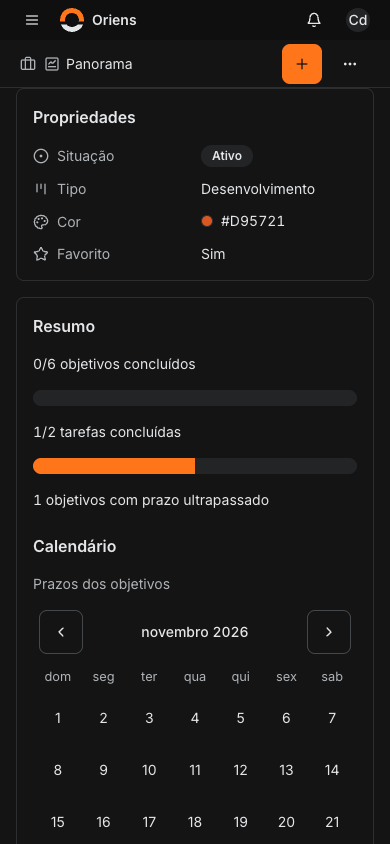 Oriens
Cd
Panorama
Propriedades
Situação Ativo
Tipo Desenvolvimento
Cor #D95721
Favorito Sim
Resumo
0/6 objetivos concluídos
1/2 tarefas concluídas
1 objetivos com prazo ultrapassado
Calendário
Prazos dos objetivos
novembro 2026
dom seg ter qua qui sex sab
1 2 3 4 5 6 7
8 9 10 11 12 13 14
15 16 17 18 19 20 21